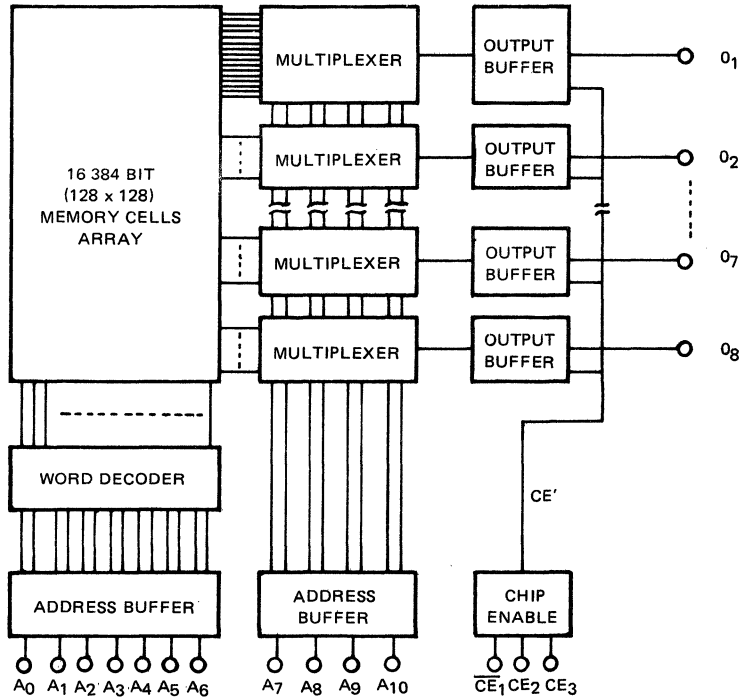 16 384 BIT
(128 x 128)
MEMORY CELLS
ARRAY
MULTIPLEXER
OUTPUT
BUFFER
O1
MULTIPLEXER
OUTPUT
BUFFER
O2
MULTIPLEXER
OUTPUT
BUFFER
O7
MULTIPLEXER
OUTPUT
BUFFER
O8
WORD DECODER
CE'
ADDRESS BUFFER
ADDRESS
BUFFER
CHIP
ENABLE
A0 A1 A2 A3 A4 A5 A6
A7 A8 A9 A10
C̅E̅1 CE2 CE3